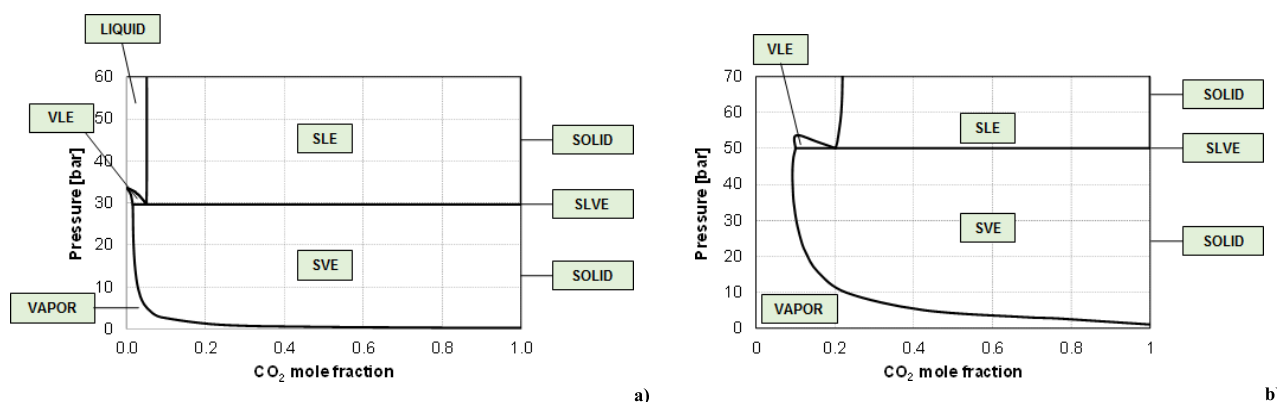 LIQUID
VLE
SLE
SOLID
SLVE
SVE
SOLID
VAPOR
Pressure [bar]
60
50
40
30
20
10
0
0.0 0.2 0.4 0.6 0.8 1.0
CO2 mole fraction
a)
VLE
SOLID
SLE
SLVE
SVE
SOLID
VAPOR
Pressure [bar]
70
60
50
40
30
20
10
0
0 0.2 0.4 0.6 0.8 1
CO2 mole fraction
b)